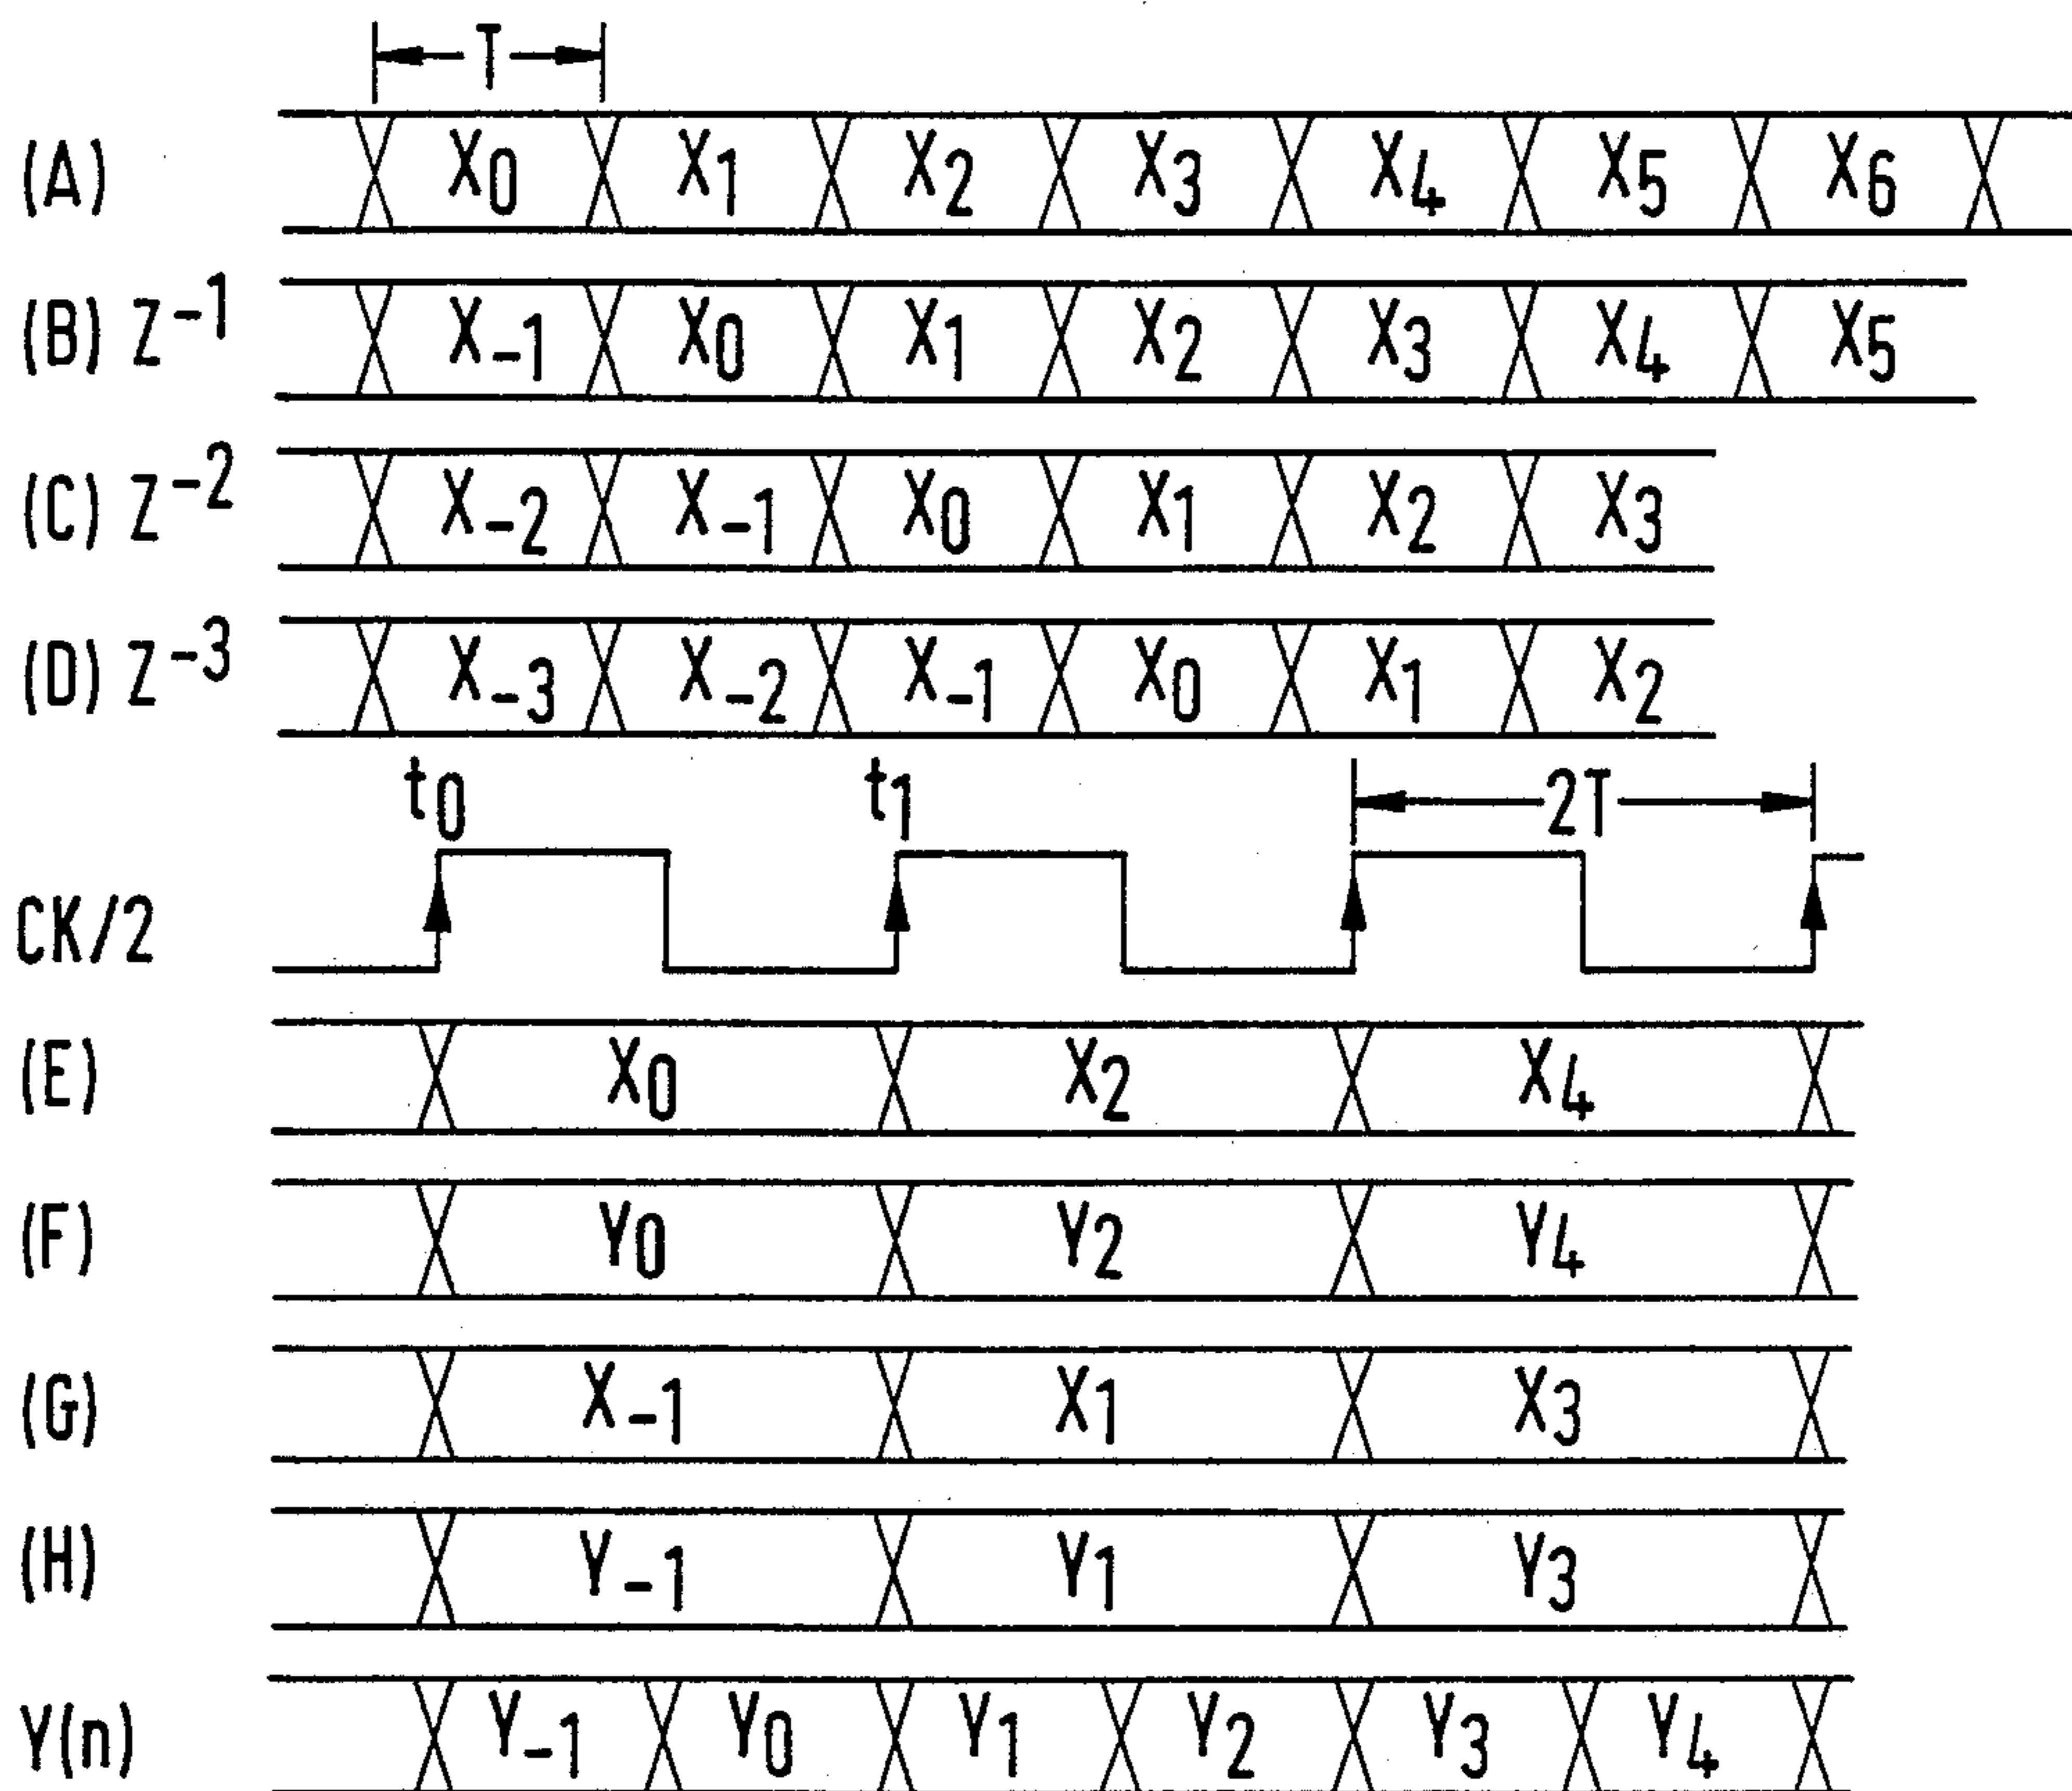 T
(A) X0 X1 X2 X3 X4 X5 X6
(B) Z-1 X-1 X0 X1 X2 X3 X4 X5
(C) Z-2 X-2 X-1 X0 X1 X2 X3
(D) Z-3 X-3 X-2 X-1 X0 X1 X2
t0 t1 2T
CK/2
(E) X0 X2 X4
(F) Y0 Y2 Y4
(G) X-1 X1 X3
(H) Y-1 Y1 Y3
Y(n) Y-1 Y0 Y1 Y2 Y3 Y4